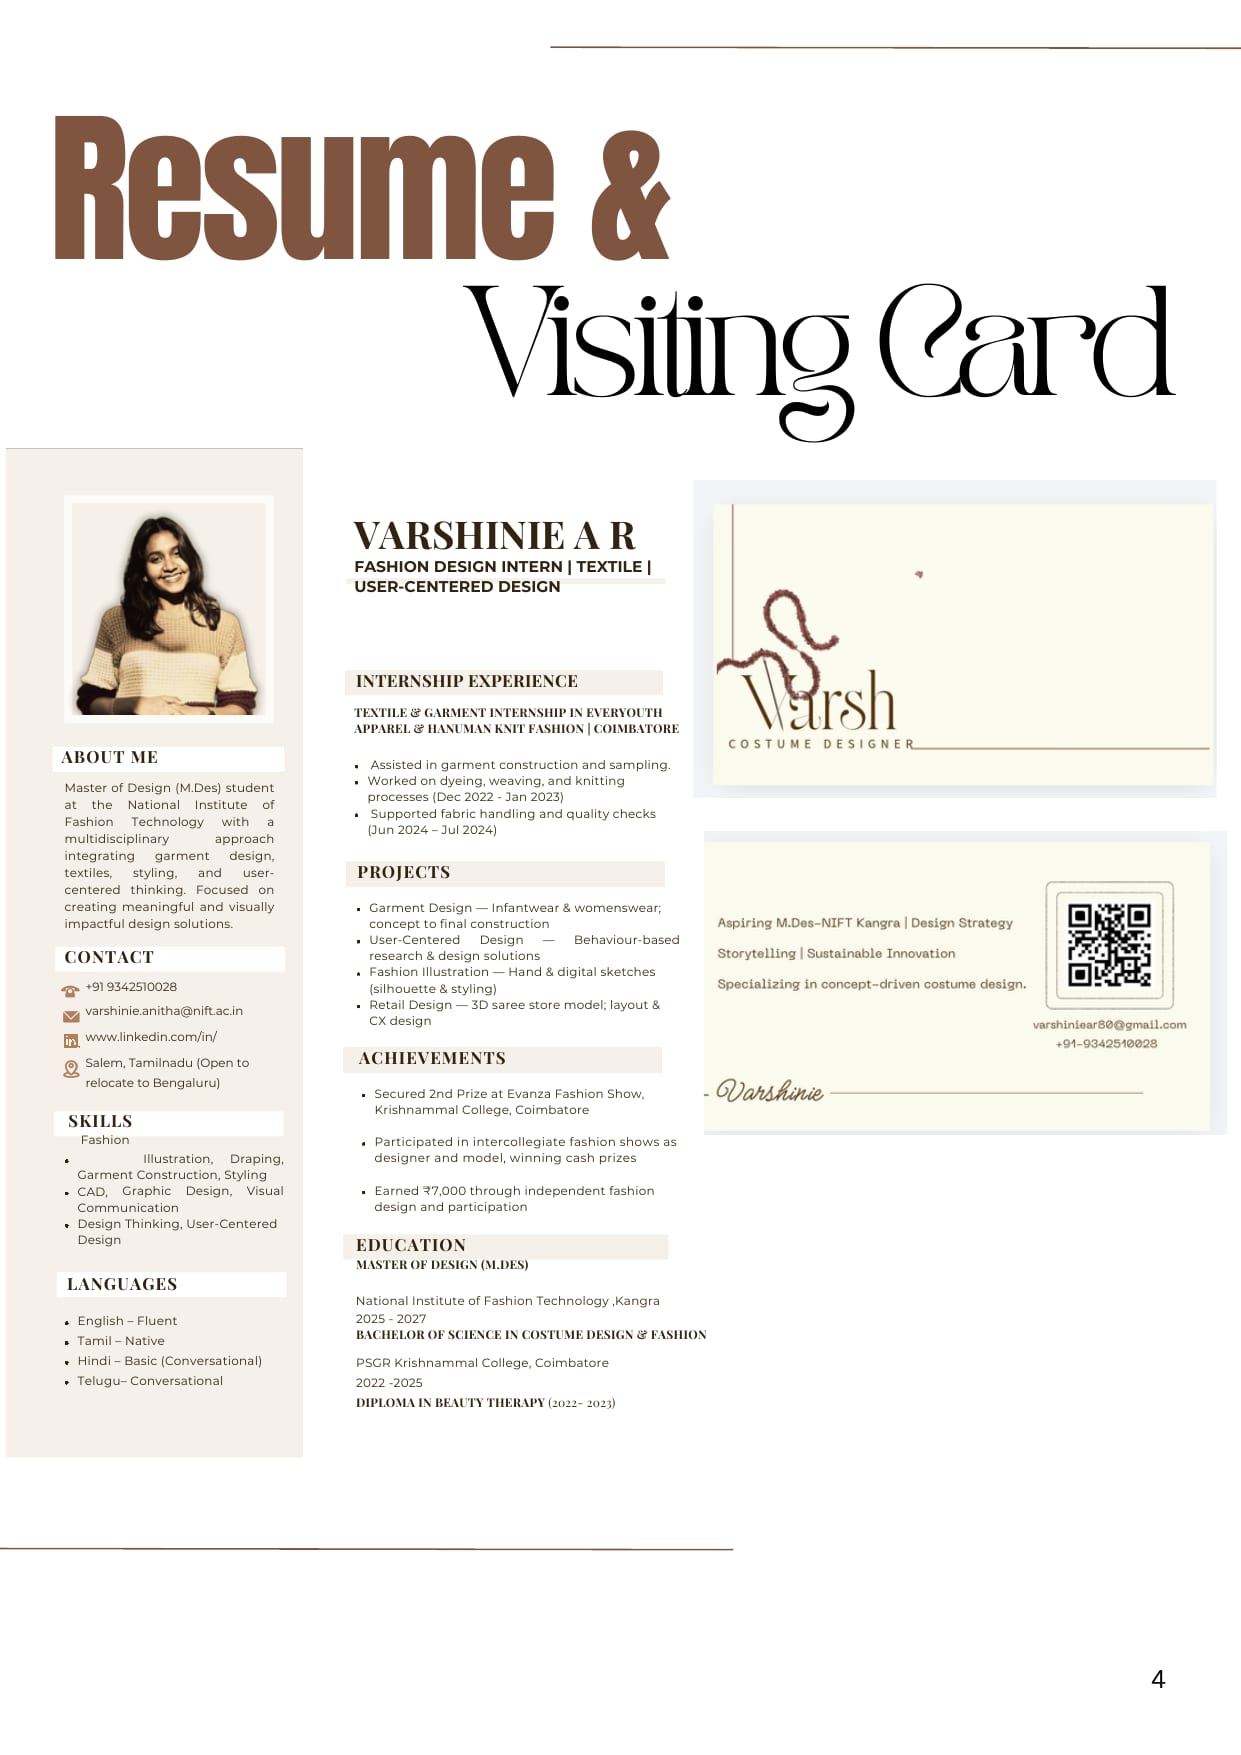 Resume &
Visiting Card
ABOUT ME
Master of Design (M.Des) student
at the National Institute of
Fashion Technology with a
multidisciplinary approach
integrating garment design,
textiles, styling, and user-
centered thinking. Focused on
creating meaningful and visually
impactful design solutions.
CONTACT
+91 9342510028
varshinie.anitha@nift.ac.in
www.linkedin.com/in/
Salem, Tamilnadu (Open to
relocate to Bengaluru)
SKILLS
Fashion
Illustration, Draping,
Garment Construction, Styling
CAD, Graphic Design, Visual
Communication
Design Thinking, User-Centered
Design
LANGUAGES
English – Fluent
Tamil – Native
Hindi – Basic (Conversational)
Telugu– Conversational
VARSHINIE A R
FASHION DESIGN INTERN | TEXTILE |
USER-CENTERED DESIGN
INTERNSHIP EXPERIENCE
TEXTILE & GARMENT INTERNSHIP IN EVERYOUTH
APPAREL & HANUMAN KNIT FASHION | COIMBATORE
Assisted in garment construction and sampling.
Worked on dyeing, weaving, and knitting
processes (Dec 2022 - Jan 2023)
Supported fabric handling and quality checks
(Jun 2024 – Jul 2024)
PROJECTS
Garment Design — Infantwear & womenswear;
concept to final construction
User-Centered Design — Behaviour-based
research & design solutions
Fashion Illustration — Hand & digital sketches
(silhouette & styling)
Retail Design — 3D saree store model; layout &
CX design
ACHIEVEMENTS
Secured 2nd Prize at Evanza Fashion Show,
Krishnammal College, Coimbatore
Participated in intercollegiate fashion shows as
designer and model, winning cash prizes
Earned ₹7,000 through independent fashion
design and participation
EDUCATION
MASTER OF DESIGN (M.DES)
National Institute of Fashion Technology ,Kangra
2025 - 2027
BACHELOR OF SCIENCE IN COSTUME DESIGN & FASHION
PSGR Krishnammal College, Coimbatore
2022 -2025
DIPLOMA IN BEAUTY THERAPY (2022- 2023)
Varsh
COSTUME DESIGNER
Aspiring M.Des–NIFT Kangra | Design Strategy
Storytelling | Sustainable Innovation
Specializing in concept-driven costume design.
varshiniear80@gmail.com
+91-9342510028
Varshinie
4